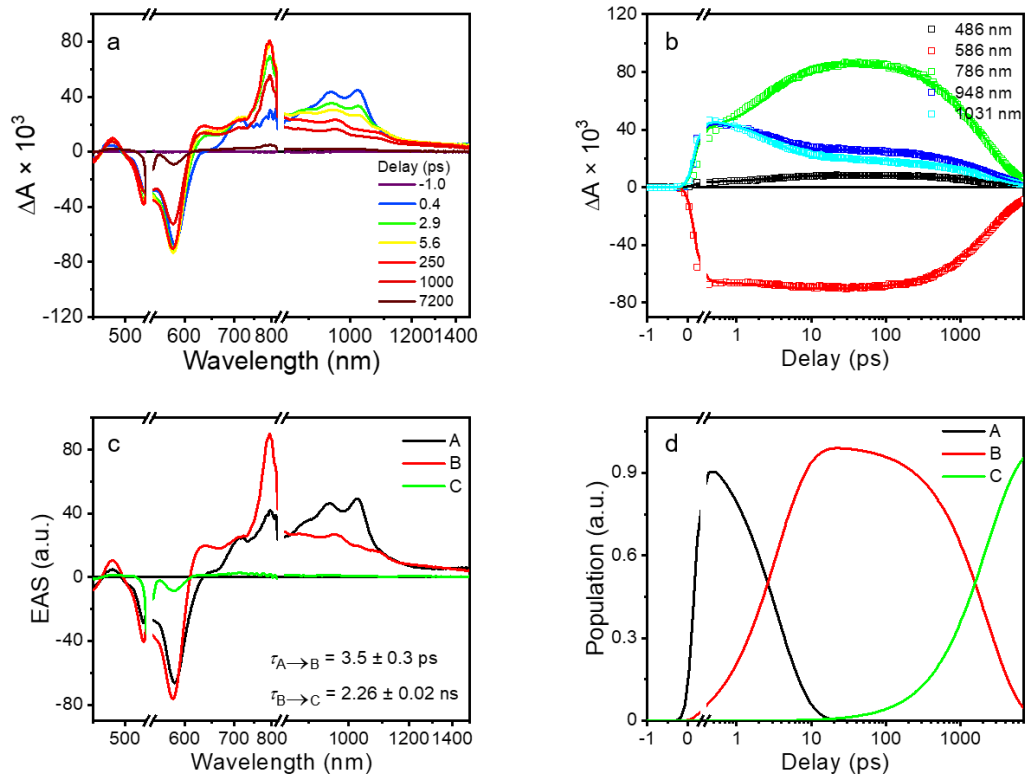 a
80
40
0
-40
-80
-120
ΔA × 10³
Delay (ps)
-1.0
0.4
2.9
5.6
250
1000
7200
500
600
700
800
1000
1200
1400
Wavelength (nm)
b
120
80
40
0
-40
-80
ΔA × 10³
486 nm
586 nm
786 nm
948 nm
1031 nm
-1
0
1
10
100
1000
Delay (ps)
c
80
40
0
-40
-80
EAS (a.u.)
A
B
C
τA→B = 3.5 ± 0.3 ps
τB→C = 2.26 ± 0.02 ns
500
600
700
800
1000
1200
1400
Wavelength (nm)
d
0.9
0.6
0.3
0
Population (a.u.)
A
B
C
-1
0
1
10
100
1000
Delay (ps)